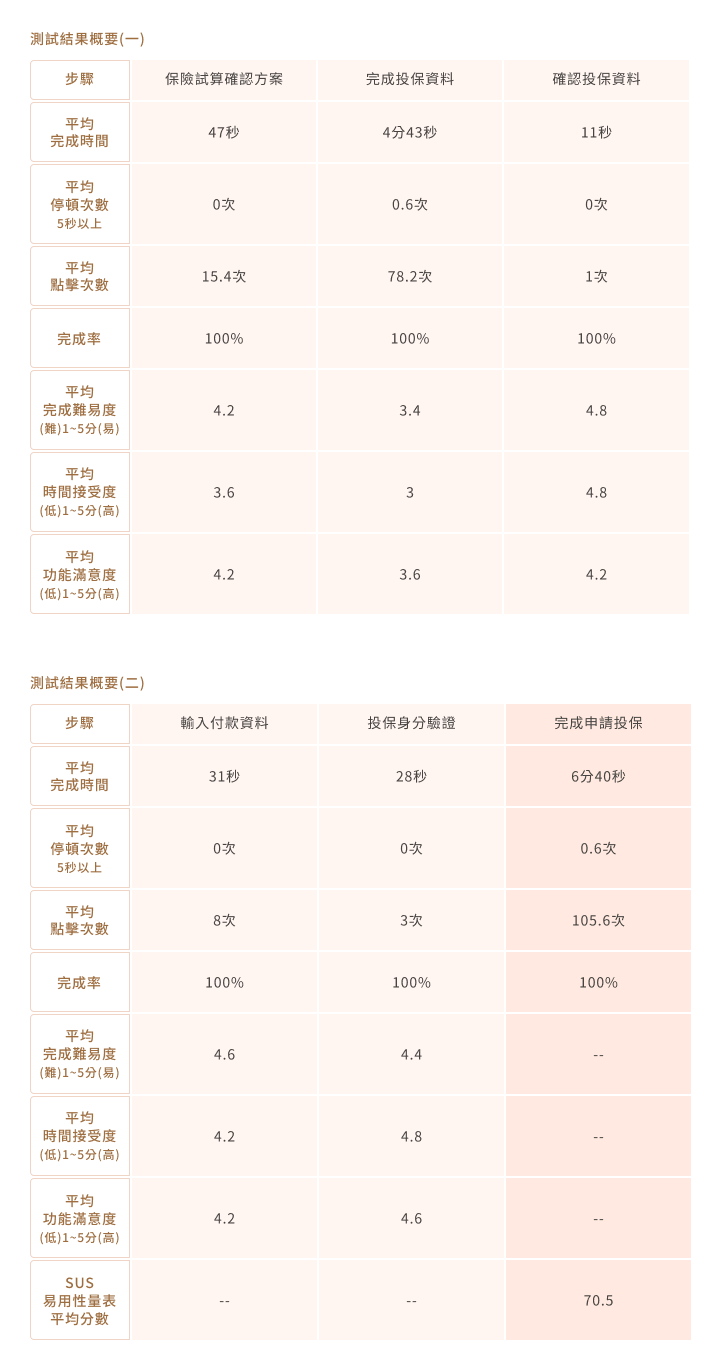 測試結果概要(一)
步驟 保險試算確認方案 完成投保資料 確認投保資料
平均
完成時間 47秒 4分43秒 11秒
平均
停頓次數 0次 0.6次 0次
5秒以上
平均
點擊次數 15.4次 78.2次 1次
完成率 100% 100% 100%
平均
完成難易度 4.2 3.4 4.8
(難)1~5分(易)
平均
時間接受度 3.6 3 4.8
(低)1~5分(高)
平均
功能滿意度 4.2 3.6 4.2
(低)1~5分(高)
測試結果概要(二)
步驟 輸入付款資料 投保身分驗證 完成申請投保
平均
完成時間 31秒 28秒 6分40秒
平均
停頓次數 0次 0次 0.6次
5秒以上
平均
點擊次數 8次 3次 105.6次
完成率 100% 100% 100%
平均
完成難易度 4.6 4.4 --
(難)1~5分(易)
平均
時間接受度 4.2 4.8 --
(低)1~5分(高)
平均
功能滿意度 4.2 4.6 --
(低)1~5分(高)
SUS
易用性量表 -- -- 70.5
平均分數